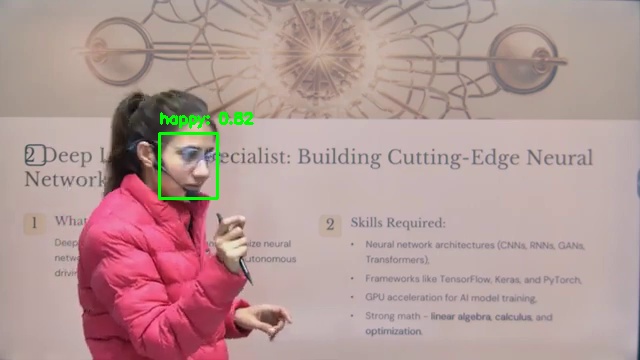 happy: 0.82
2 Deep L ecialist: Building Cutting-Edge Neural
Network
1 What
Deep ize neural
netw utonomous
drivi
2 Skills Required:
• Neural network architectures (CNNs, RNNs, GANs,
Transformers).
• Frameworks like TensorFlow, Keras, and PyTorch.
• GPU acceleration for AI model training.
• Strong math – linear algebra, calculus, and
optimization.